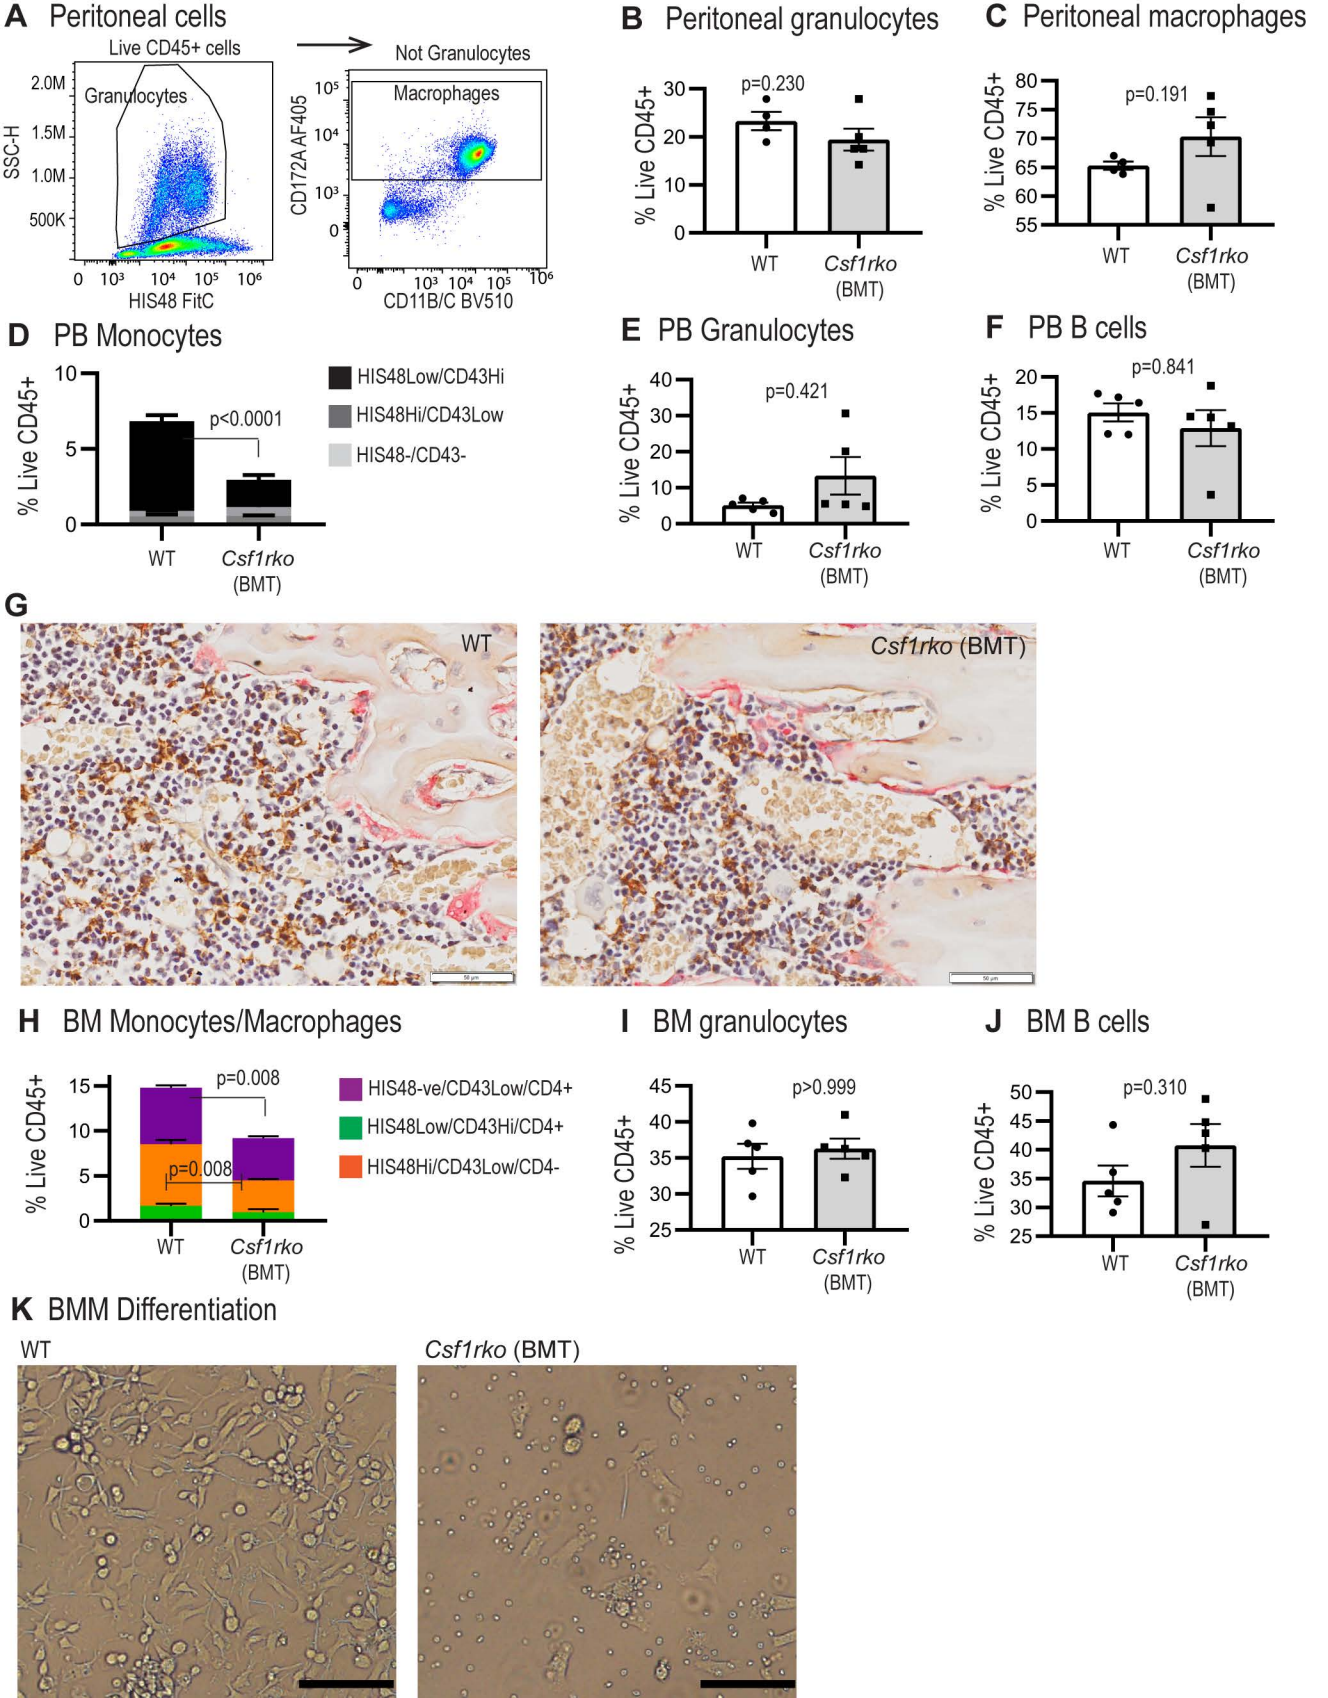 A Peritoneal cells
Live CD45+ cells
Not Granulocytes
Granulocytes
2.0M
1.5M
1.0M
500K
SSC-H
0 10³ 10⁴ 10⁵ 10⁶
HIS48 FitC
Macrophages
10⁵
10⁴
10³
0
CD172A AF405
0 10³ 10⁴ 10⁵ 10⁶
CD11B/C BV510
B Peritoneal granulocytes
p=0.230
30
20
10
0
% Live CD45+
WT
Csf1rko
(BMT)
C Peritoneal macrophages
p=0.191
80
75
70
65
60
55
% Live CD45+
WT
Csf1rko
(BMT)
D PB Monocytes
10
5
0
% Live CD45+
p<0.0001
WT
Csf1rko
(BMT)
HIS48Low/CD43Hi
HIS48Hi/CD43Low
HIS48-/CD43-
E PB Granulocytes
p=0.421
40
30
20
10
0
% Live CD45+
WT
Csf1rko
(BMT)
F PB B cells
p=0.841
20
15
10
5
0
% Live CD45+
WT
Csf1rko
(BMT)
G
WT
50 µm
Csf1rko (BMT)
50 µm
H BM Monocytes/Macrophages
15
10
5
0
% Live CD45+
p=0.008
p=0.008
WT
Csf1rko
(BMT)
HIS48-ve/CD43Low/CD4+
HIS48Low/CD43Hi/CD4+
HIS48Hi/CD43Low/CD4-
I BM granulocytes
p>0.999
45
40
35
30
25
% Live CD45+
WT
Csf1rko
(BMT)
J BM B cells
p=0.310
50
45
40
35
30
25
% Live CD45+
WT
Csf1rko
(BMT)
K BMM Differentiation
WT
Csf1rko (BMT)